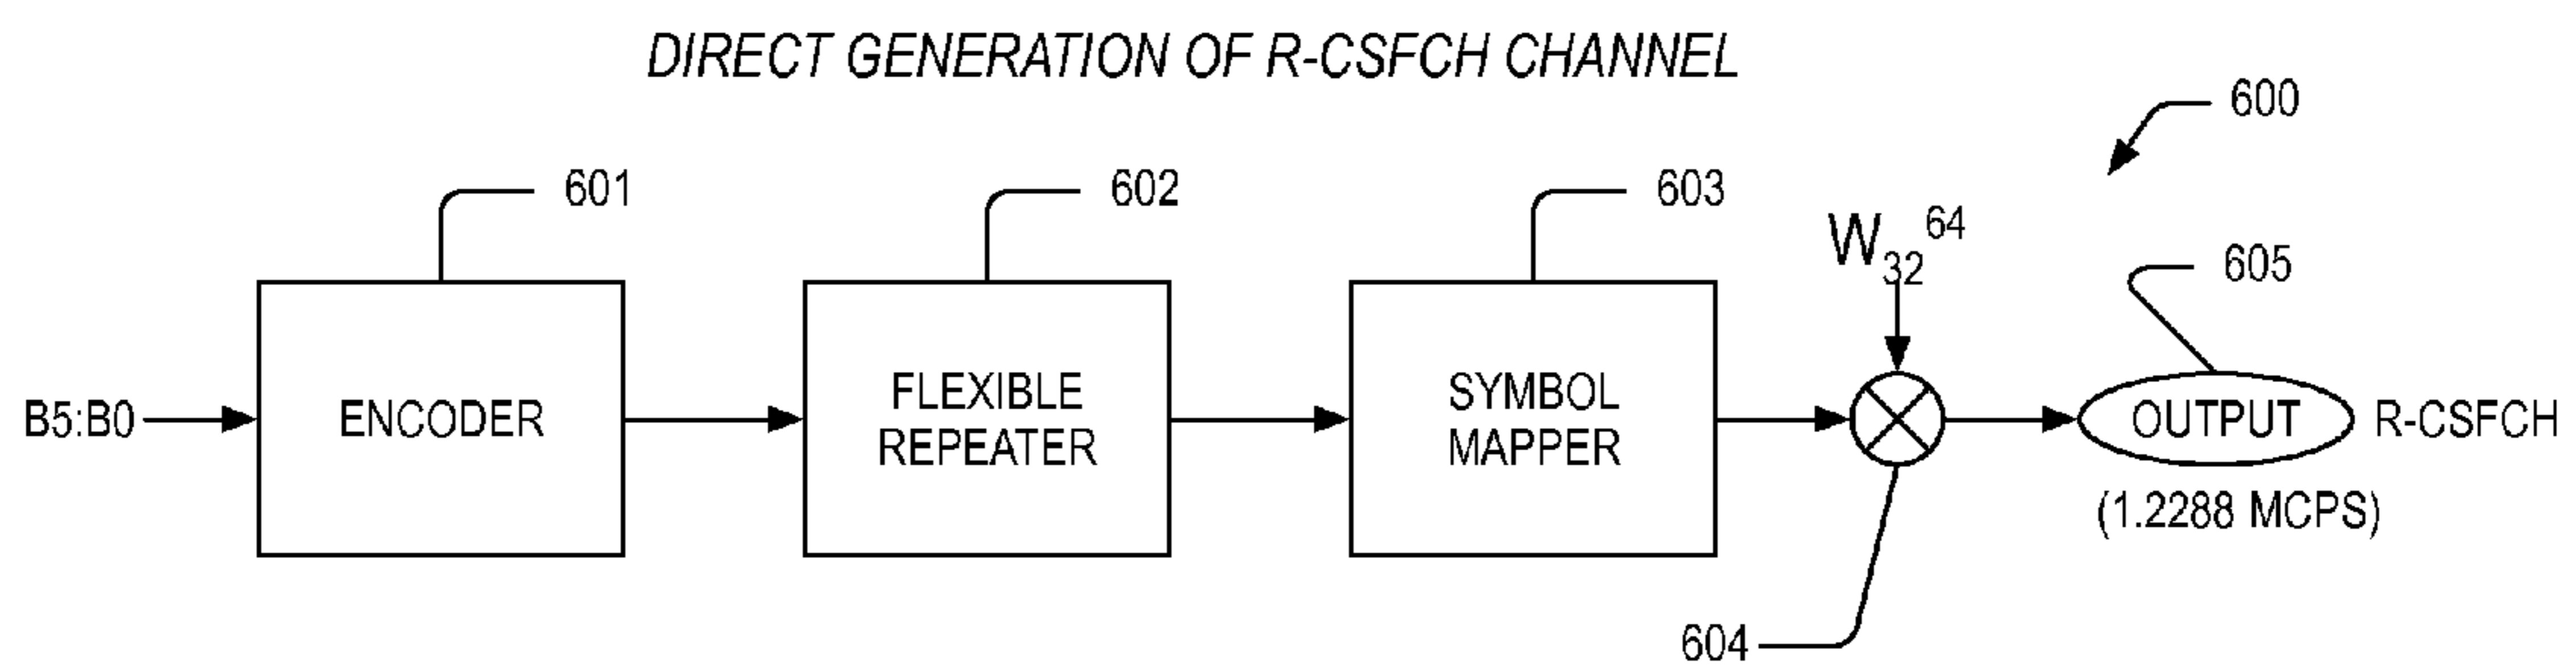 DIRECT GENERATION OF R-CSFCH CHANNEL
600
601
602
603
W32^64
605
B5:B0
ENCODER
FLEXIBLE
REPEATER
SYMBOL
MAPPER
OUTPUT
R-CSFCH
(1.2288 MCPS)
604